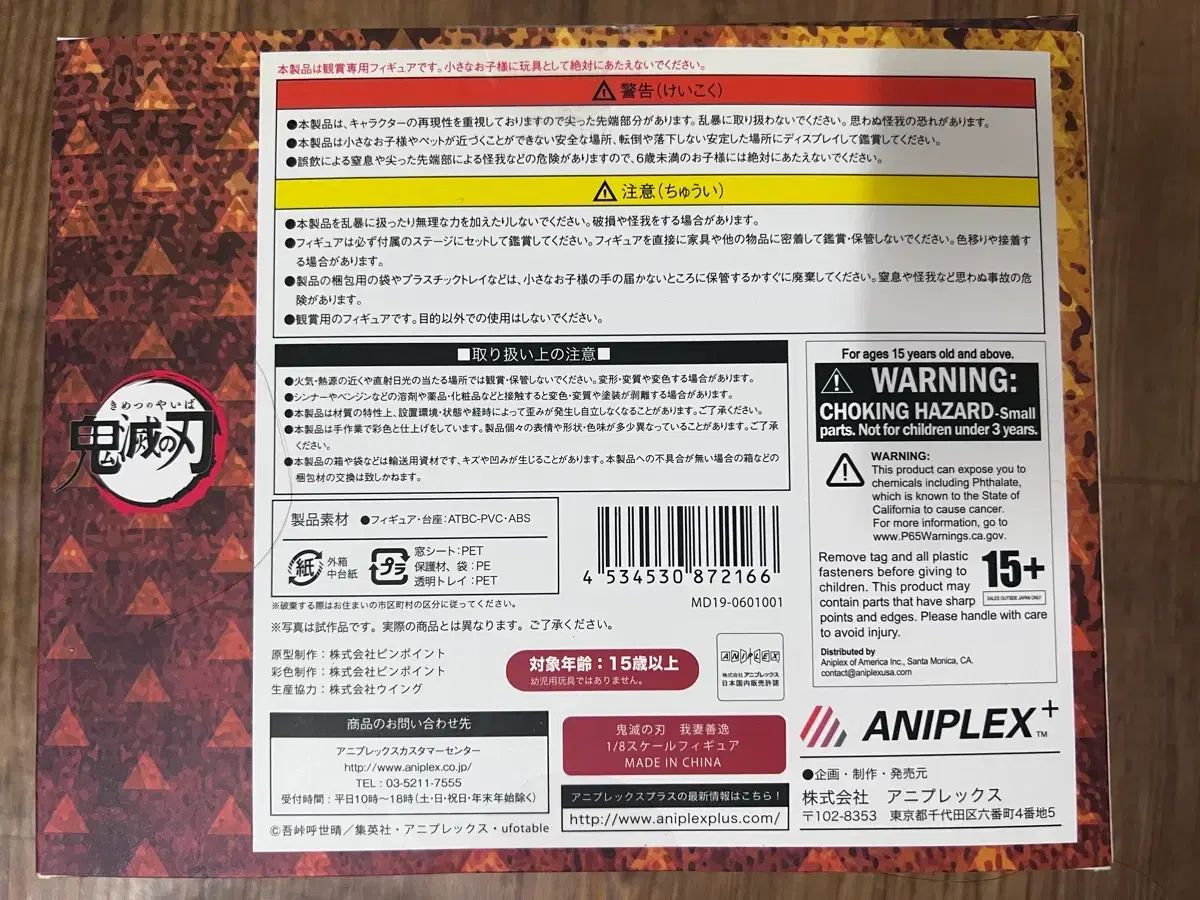 本製品は観賞専用フィギュアです。小さなお子様に玩具として絶対にあたえないでください。
警告(けいこく)
●本製品は、キャラクターの再現性を重視しておりますので尖った先端部分があります。乱暴に取り扱わないでください。思わぬ怪我の恐れがあります。
●本製品は小さなお子様やペットが近づくことができない安全な場所、転倒や落下しない安定した場所にディスプレイして鑑賞してください。
●誤飲による窒息や尖った先端部による怪我などの危険がありますので、6歳未満のお子様には絶対にあたえないでください。
注意(ちゅうい)
●本製品を乱暴に扱ったり無理な力を加えたりしないでください。破損や怪我をする場合があります。
●フィギュアは必ず付属のステージにセットして鑑賞してください。フィギュアを直接に家具や他の物品に密着して鑑賞・保管しないでください。色移りや接着す
る場合があります。
●製品の梱包用の袋やプラスチックトレイなどは、小さなお子様の手の届かないところに保管するかすぐに廃棄してください。窒息や怪我など思わぬ事故の危
険があります。
●観賞用のフィギュアです。目的以外での使用はしないでください。
■取り扱い上の注意■
●火気・熱源の近くや直射日光の当たる場所では観賞・保管しないでください。変形・変質や変色する場合があります。
●シンナーやベンジンなどの溶剤や薬品・化粧品などと接触すると変色・変質や塗装が剥離する場合があります。
●本製品は材質の特性上、設置環境・状態や経時によって歪みが発生し自立しなくなることがあります。ご了承ください。
●本製品は手作業で彩色と仕上げをしています。製品個々の表情や形状・色味が多少異なっていることがあります。ご了承
ください。
●本製品の箱や袋などは輸送用資材です、キズや凹みが生じることがあります。本製品への不具合が無い場合の箱などの
梱包材の交換は致しかねます。
For ages 15 years old and above.
WARNING:
CHOKING HAZARD-Small
parts. Not for children under 3 years.
WARNING:
This product can expose you to
chemicals including Phthalate,
which is known to the State of
California to cause cancer.
For more information, go to
www.P65Warnings.ca.gov.
Remove tag and all plastic
fasteners before giving to
children. This product may
contain parts that have sharp
points and edges. Please handle with care
to avoid injury.
15+
SALES OUTSIDE JAPAN ONLY
Distributed by
Aniplex of America Inc., Santa Monica, CA.
contact@aniplexusa.com
きめつのやいば
鬼滅の刃
製品素材 ●フィギュア・台座:ATBC-PVC・ABS
紙
外箱
中台紙
プラ
窓シート:PET
保護材、袋:PE
透明トレイ:PET
※破棄する際はお住まいの市区町村の区分に従ってください。
4 534530 872166
MD19-0601001
※写真は試作品です。実際の商品とは異なります。ご了承ください。
原型制作:株式会社ピンポイント
彩色制作:株式会社ピンポイント
生産協力:株式会社ウイング
対象年齢:15歳以上
幼児用玩具ではありません。
ANIPLEX
株式会社 アニプレックス
日本国内販売許諾
商品のお問い合わせ先
アニプレックスカスタマーセンター
http://www.aniplex.co.jp/
TEL:03-5211-7555
受付時間:平日10時~18時(土・日・祝日・年末年始除く)
©吾峠呼世晴/集英社・アニプレックス・ufotable
鬼滅の刃 我妻善逸
1/8スケールフィギュア
MADE IN CHINA
アニプレックスプラスの最新情報はこちら!
http://www.aniplexplus.com/
ANIPLEX+
TM
●企画・制作・発売元
株式会社 アニプレックス
〒102-8353 東京都千代田区六番町4番地5